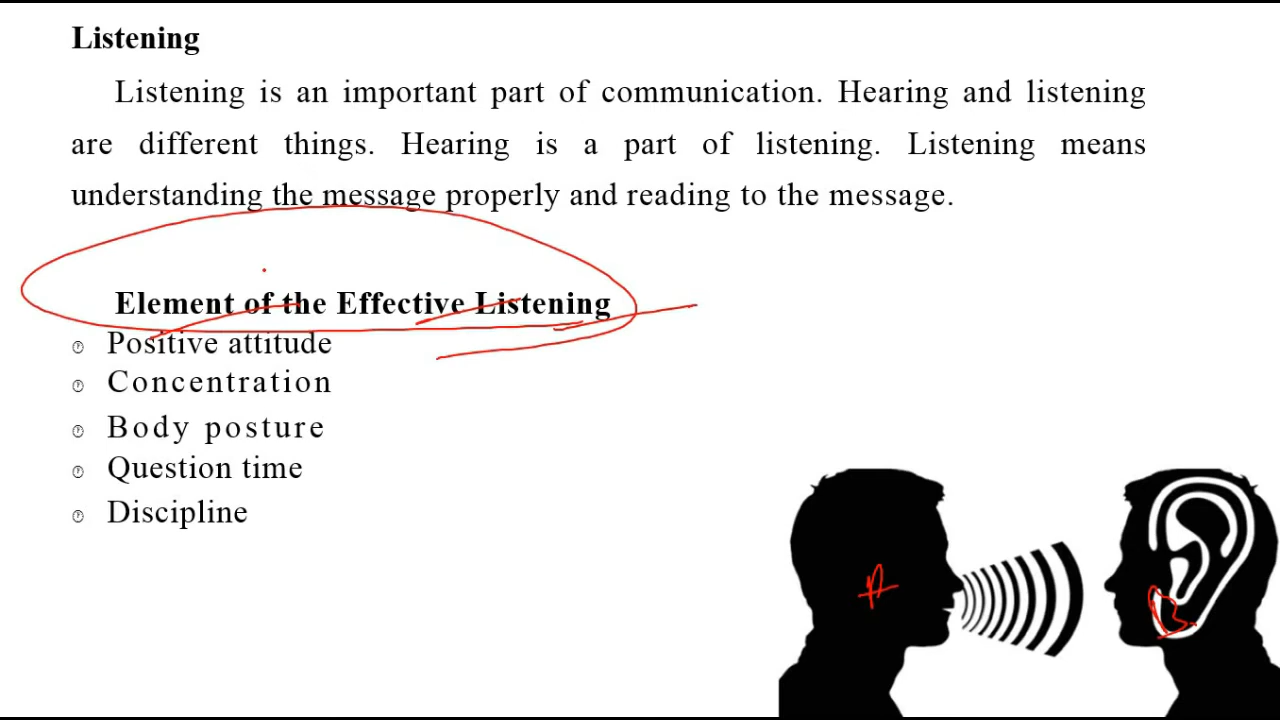 Listening
Listening is an important part of communication. Hearing and listening
are different things. Hearing is a part of listening. Listening means
understanding the message properly and reading to the message.
Element of the Effective Listening
Positive attitude
Concentration
Body posture
Question time
Discipline
A
B